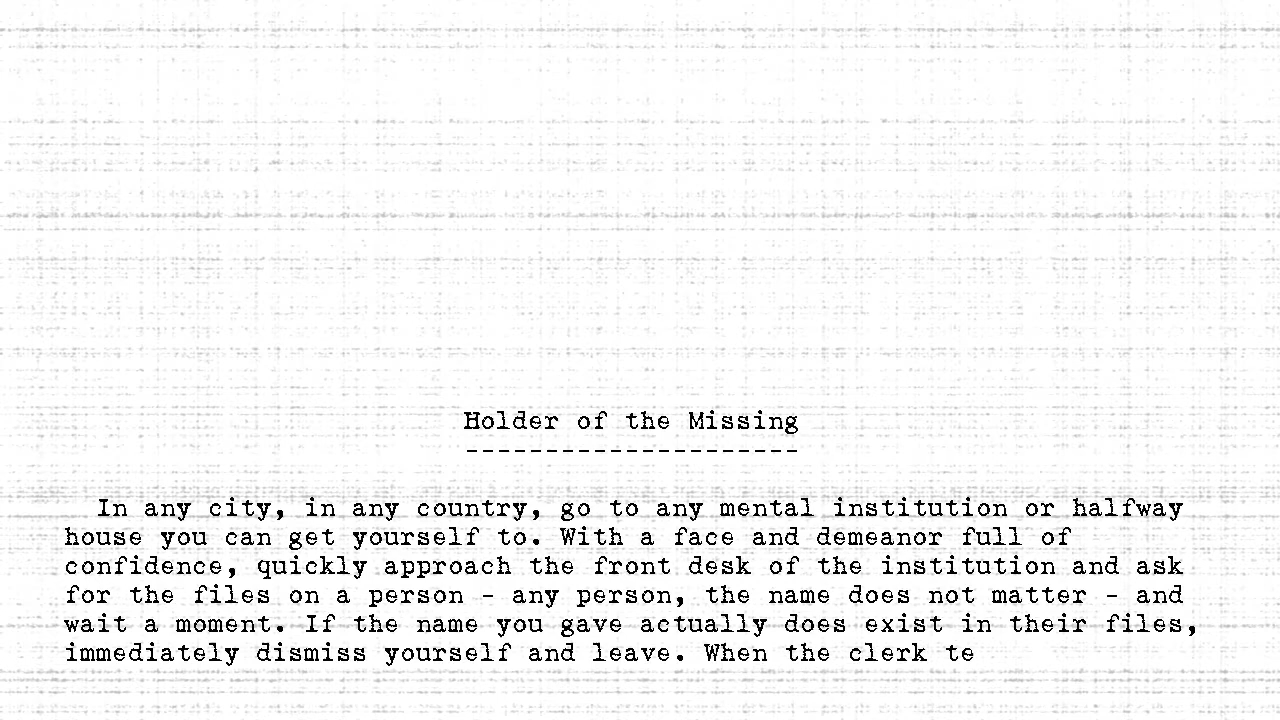 Holder of the Missing
---------------------
In any city, in any country, go to any mental institution or halfway
house you can get yourself to. With a face and demeanor full of
confidence, quickly approach the front desk of the institution and ask
for the files on a person - any person, the name does not matter - and
wait a moment. If the name you gave actually does exist in their files,
immediately dismiss yourself and leave. When the clerk te